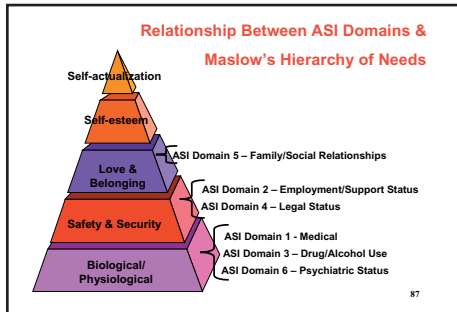 Relationship Between ASI Domains &
Maslow's Hierarchy of Needs
Self-actualization
Self-esteem
Love &
Belonging
ASI Domain 5 – Family/Social Relationships
Safety & Security
ASI Domain 2 – Employment/Support Status
ASI Domain 4 – Legal Status
Biological/
Physiological
ASI Domain 1 - Medical
ASI Domain 3 – Drug/Alcohol Use
ASI Domain 6 – Psychiatric Status
87